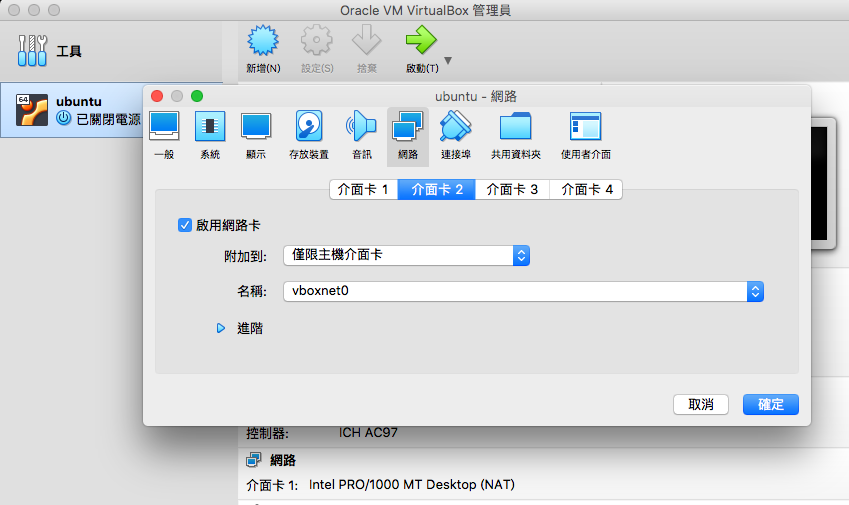 Oracle VM VirtualBox 管理員
工具
新增(N)
設定(S)
捨棄
啟動(T)
64
ubuntu
已關閉電源
ubuntu - 網路
一般
系統
顯示
存放裝置
音訊
網路
連接埠
共用資料夾
使用者介面
介面卡 1
介面卡 2
介面卡 3
介面卡 4
啟用網路卡
附加到: 僅限主機介面卡
名稱: vboxnet0
進階
取消
確定
控制器: ICH AC97
網路
介面卡 1: Intel PRO/1000 MT Desktop (NAT)